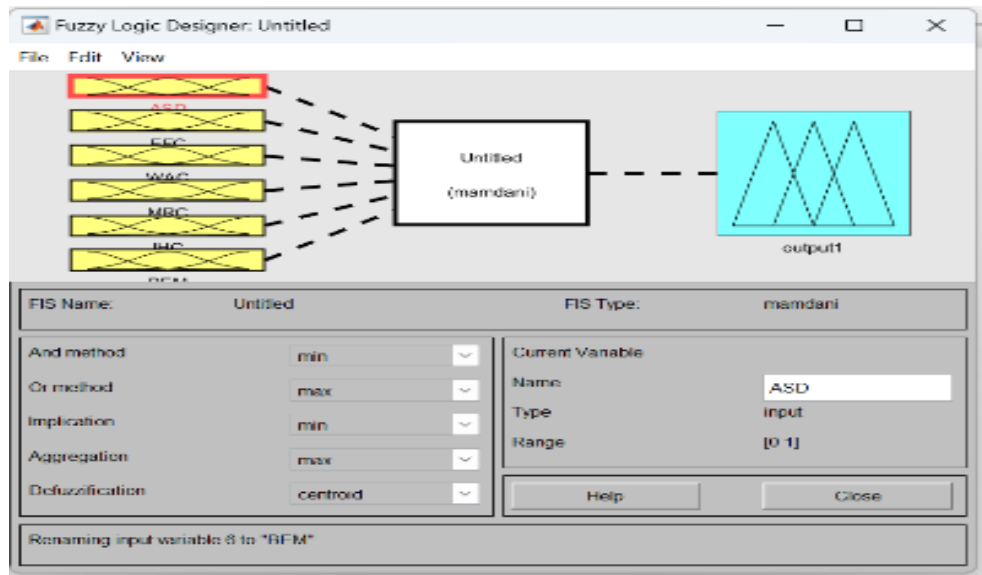 Fuzzy Logic Designer: Untitled
File Edit View
ASD
EEC
WAC
MBC
IHC
Untitled
(mamdani)
output1
FIS Name: Untitled FIS Type: mamdani
And method min
Or method max
Implication min
Aggregation max
Defuzzification centroid
Current Variable
Name ASD
Type input
Range [0 1]
Help Close
Renaming input variable 6 to "BEM"